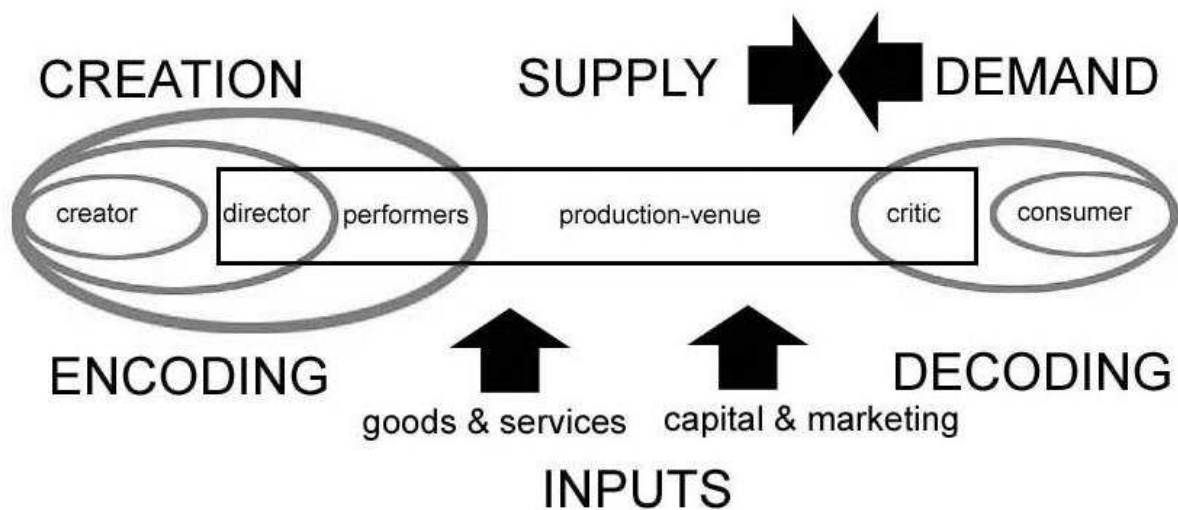 CREATION SUPPLY DEMAND
creator director performers production-venue critic consumer
ENCODING DECODING
goods & services capital & marketing
INPUTS